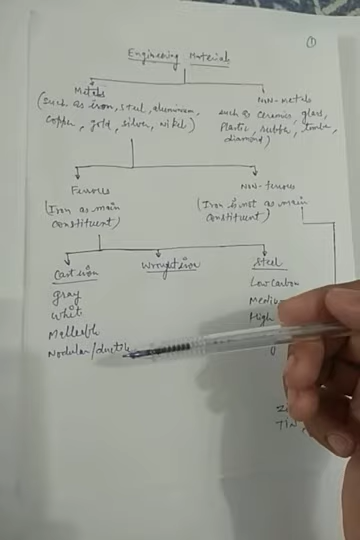 ①
Engineering Materials
Metals
(such as iron, steel, aluminium,
copper, gold, silver, nikel)
Non-metals
such as ceramics, glass,
Plastic, rubber, timber,
diamond)
Ferrous
(Iron as main
constituent)
Non-ferrous
(Iron is not as main
constituent)
Cast iron
gray
White
Malleable
Nodular/ductile
Wrought iron
Steel
Low carbon
Medium
High
TIN